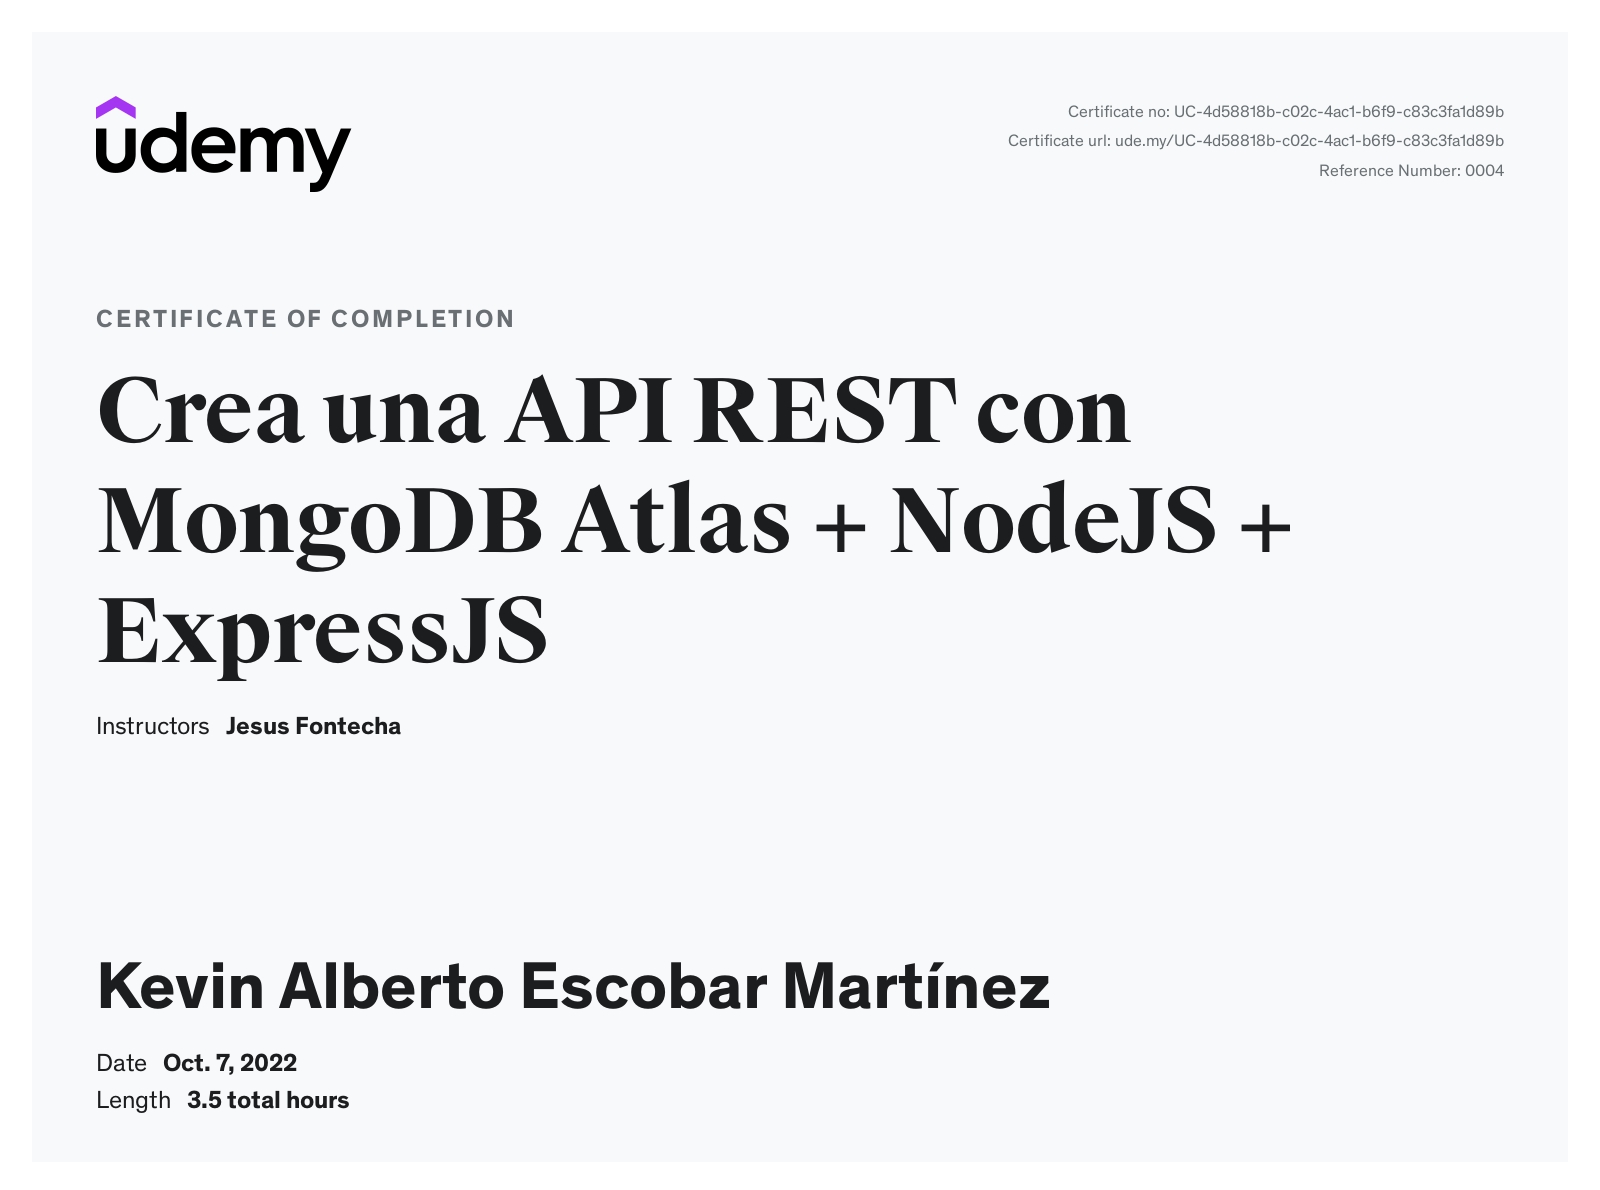 udemy
Certificate no: UC-4d58818b-c02c-4ac1-b6f9-c83c3fa1d89b
Certificate url: ude.my/UC-4d58818b-c02c-4ac1-b6f9-c83c3fa1d89b
Reference Number: 0004
CERTIFICATE OF COMPLETION
Crea una API REST con
MongoDB Atlas + NodeJS +
ExpressJS
Instructors Jesus Fontecha
Kevin Alberto Escobar Martínez
Date Oct. 7, 2022
Length 3.5 total hours